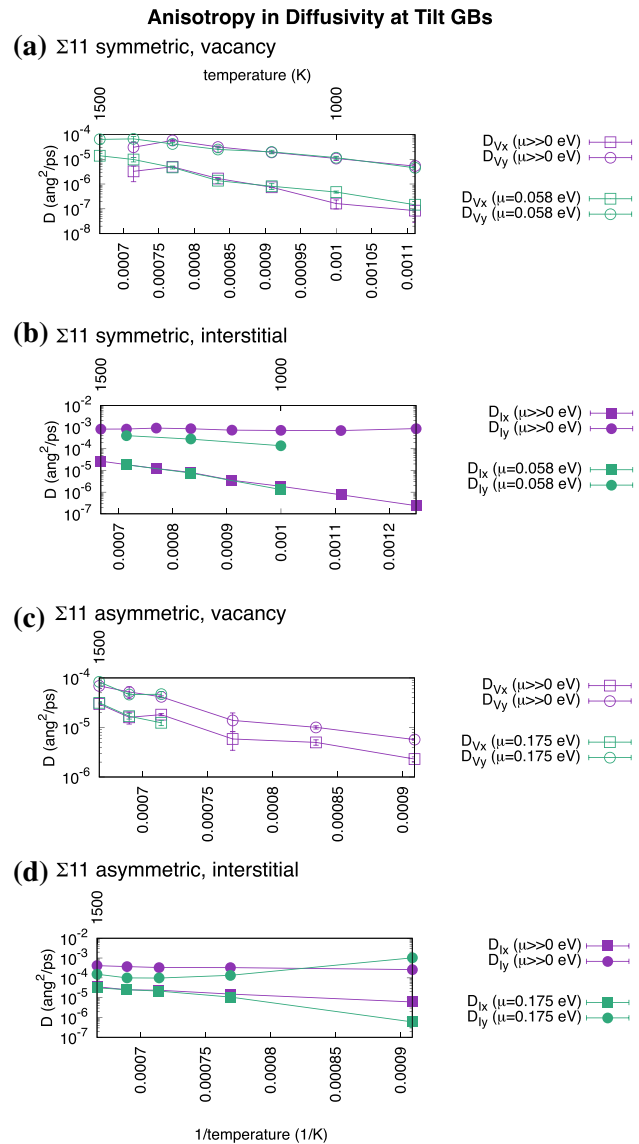 Anisotropy in Diffusivity at Tilt GBs
(a) Σ11 symmetric, vacancy
temperature (K)
1500
1000
10⁻⁴
10⁻⁵
10⁻⁶
10⁻⁷
10⁻⁸
D (ang²/ps)
0.0007
0.00075
0.0008
0.00085
0.0009
0.00095
0.001
0.00105
0.0011
D_Vx (μ>>0 eV)
D_Vy (μ>>0 eV)
D_Vx (μ=0.058 eV)
D_Vy (μ=0.058 eV)
(b) Σ11 symmetric, interstitial
1500
1000
10⁻²
10⁻³
10⁻⁴
10⁻⁵
10⁻⁶
10⁻⁷
D (ang²/ps)
0.0007
0.0008
0.0009
0.001
0.0011
0.0012
D_Ix (μ>>0 eV)
D_Iy (μ>>0 eV)
D_Ix (μ=0.058 eV)
D_Iy (μ=0.058 eV)
(c) Σ11 asymmetric, vacancy
1500
10⁻⁴
10⁻⁵
10⁻⁶
D (ang²/ps)
0.0007
0.00075
0.0008
0.00085
0.0009
D_Vx (μ>>0 eV)
D_Vy (μ>>0 eV)
D_Vx (μ=0.175 eV)
D_Vy (μ=0.175 eV)
(d) Σ11 asymmetric, interstitial
1500
10⁻²
10⁻³
10⁻⁴
10⁻⁵
10⁻⁶
10⁻⁷
D (ang²/ps)
0.0007
0.00075
0.0008
0.00085
0.0009
D_Ix (μ>>0 eV)
D_Iy (μ>>0 eV)
D_Ix (μ=0.175 eV)
D_Iy (μ=0.175 eV)
1/temperature (1/K)